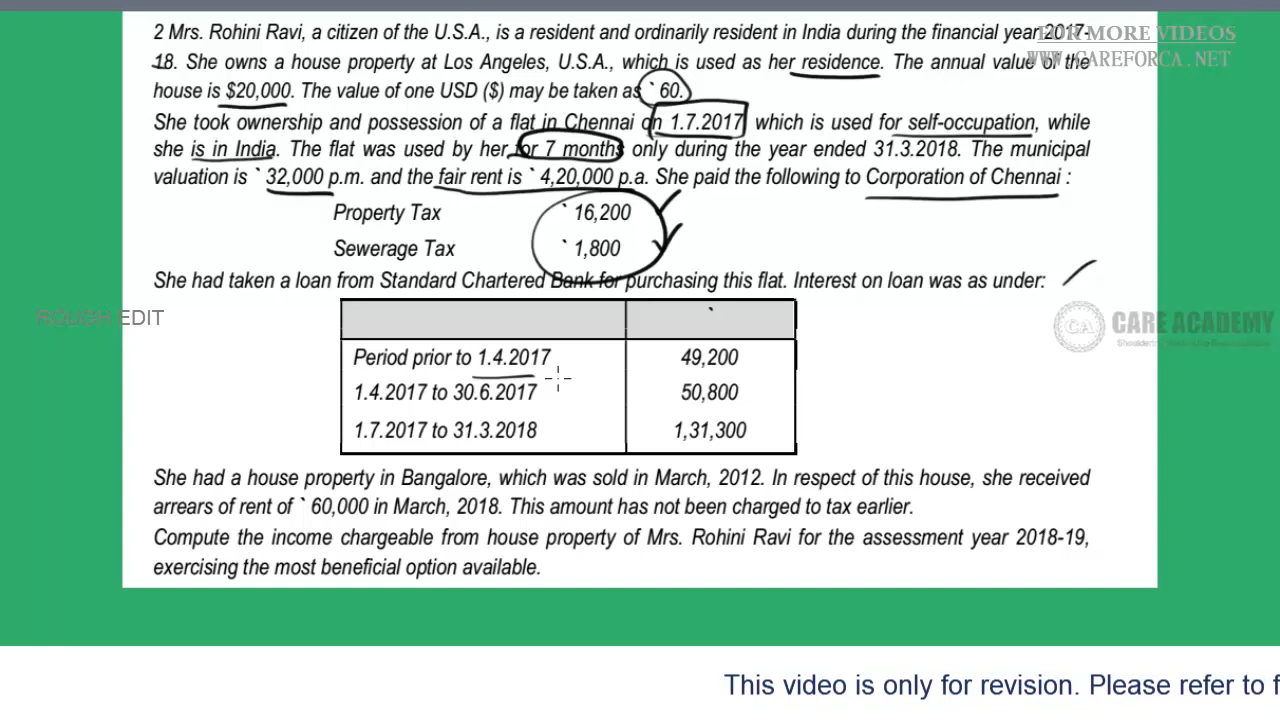 FOR MORE VIDEOS
WWW.CAREFORCA.NET
2 Mrs. Rohini Ravi, a citizen of the U.S.A., is a resident and ordinarily resident in India during the financial year 2017-
18. She owns a house property at Los Angeles, U.S.A., which is used as her residence. The annual value of the
house is $20,000. The value of one USD ($) may be taken as ` 60.
She took ownership and possession of a flat in Chennai on 1.7.2017, which is used for self-occupation, while
she is in India. The flat was used by her for 7 months only during the year ended 31.3.2018. The municipal
valuation is ` 32,000 p.m. and the fair rent is ` 4,20,000 p.a. She paid the following to Corporation of Chennai :
Property Tax ` 16,200
Sewerage Tax ` 1,800
She had taken a loan from Standard Chartered Bank for purchasing this flat. Interest on loan was as under:
ROUGH EDIT
CA CARE ACADEMY
`
Period prior to 1.4.2017 49,200
1.4.2017 to 30.6.2017 50,800
1.7.2017 to 31.3.2018 1,31,300
She had a house property in Bangalore, which was sold in March, 2012. In respect of this house, she received
arrears of rent of ` 60,000 in March, 2018. This amount has not been charged to tax earlier.
Compute the income chargeable from house property of Mrs. Rohini Ravi for the assessment year 2018-19,
exercising the most beneficial option available.
This video is only for revision. Please refer to f